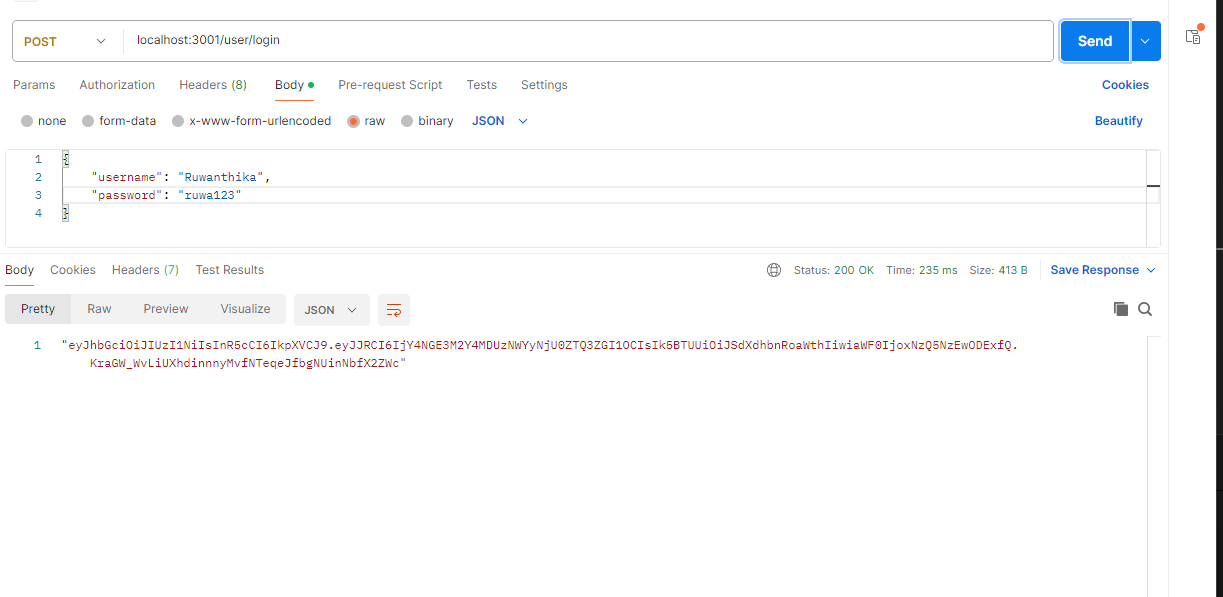 POST localhost:3001/user/login Send
Params Authorization Headers (8) Body Pre-request Script Tests Settings Cookies
none form-data x-www-form-urlencoded raw binary JSON Beautify
1 {
2 "username": "Ruwanthika",
3 "password": "ruwa123"
4 }
Body Cookies Headers (7) Test Results Status: 200 OK Time: 235 ms Size: 413 B Save Response
Pretty Raw Preview Visualize JSON
1 "eyJhbGciOiJIUzI1NiIsInR5cCI6IkpXVCJ9.eyJJRCI6IjY4NGE3M2Y4MDUzNWYyNjU0ZTQ3ZGI1OCIsIk5BTUUiOiJSdXdhbnRoaWthIiwiaWF0IjoxNzQ5NzEwODExfQ.
KraGW_WvLiUXhdinnnyMvfNTeqeJfbgNUinNbfX2ZWc"